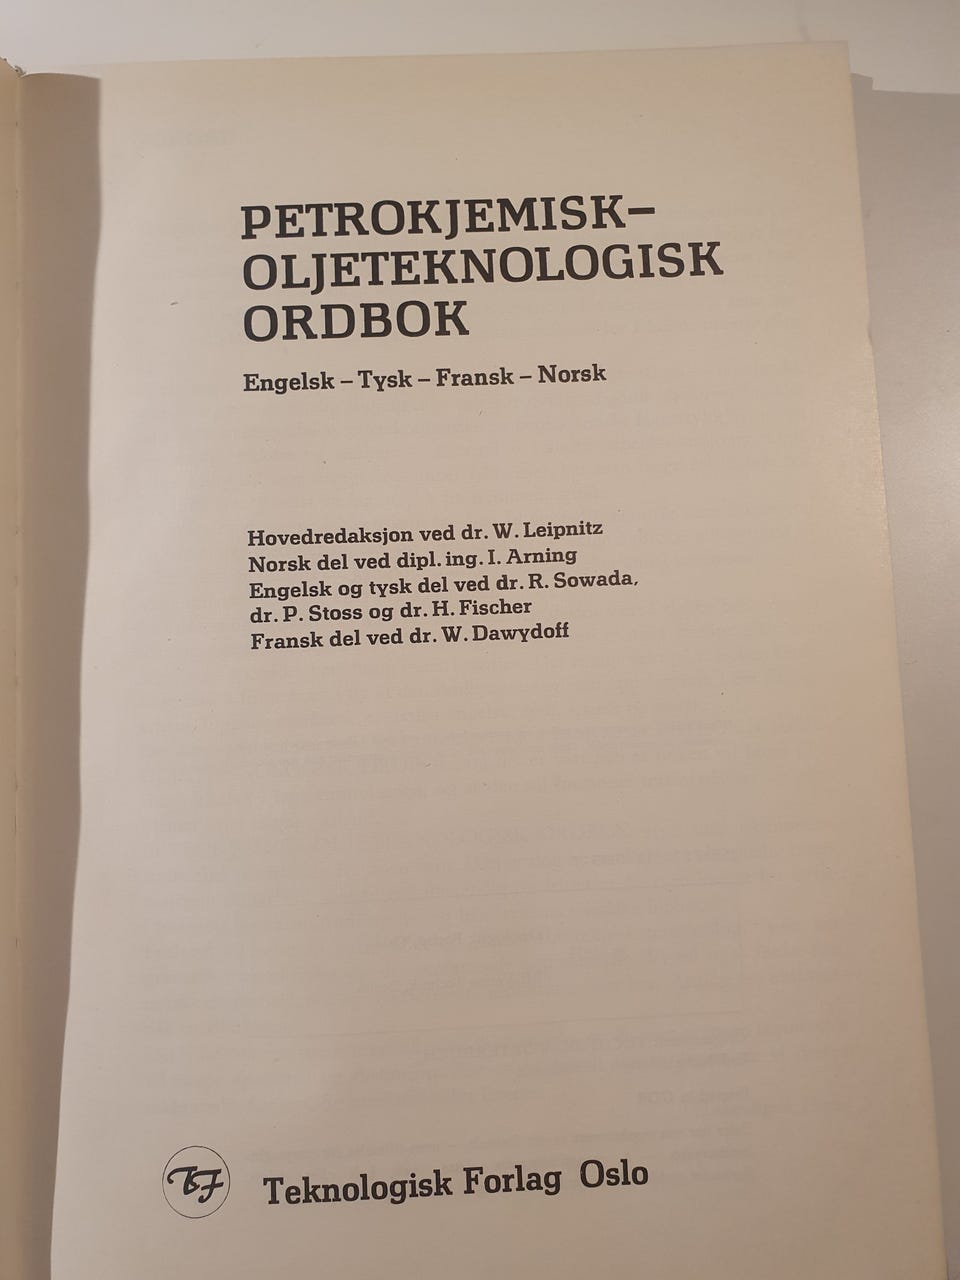 PETROKJEMISK–
OLJETEKNOLOGISK
ORDBOK
Engelsk – Tysk – Fransk – Norsk
Hovedredaksjon ved dr. W. Leipnitz
Norsk del ved dipl. ing. I. Arning
Engelsk og tysk del ved dr. R. Sowada,
dr. P. Stoss og dr. H. Fischer
Fransk del ved dr. W. Dawydoff
TF Teknologisk Forlag Oslo